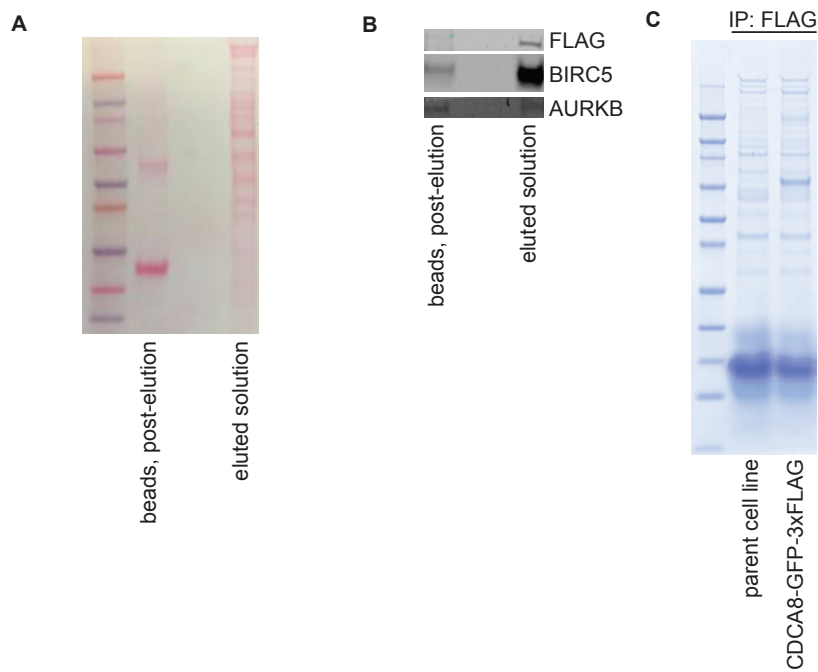 A
beads, post-elution
eluted solution
B
FLAG
BIRC5
AURKB
beads, post-elution
eluted solution
C
IP: FLAG
parent cell line
CDCA8-GFP-3xFLAG